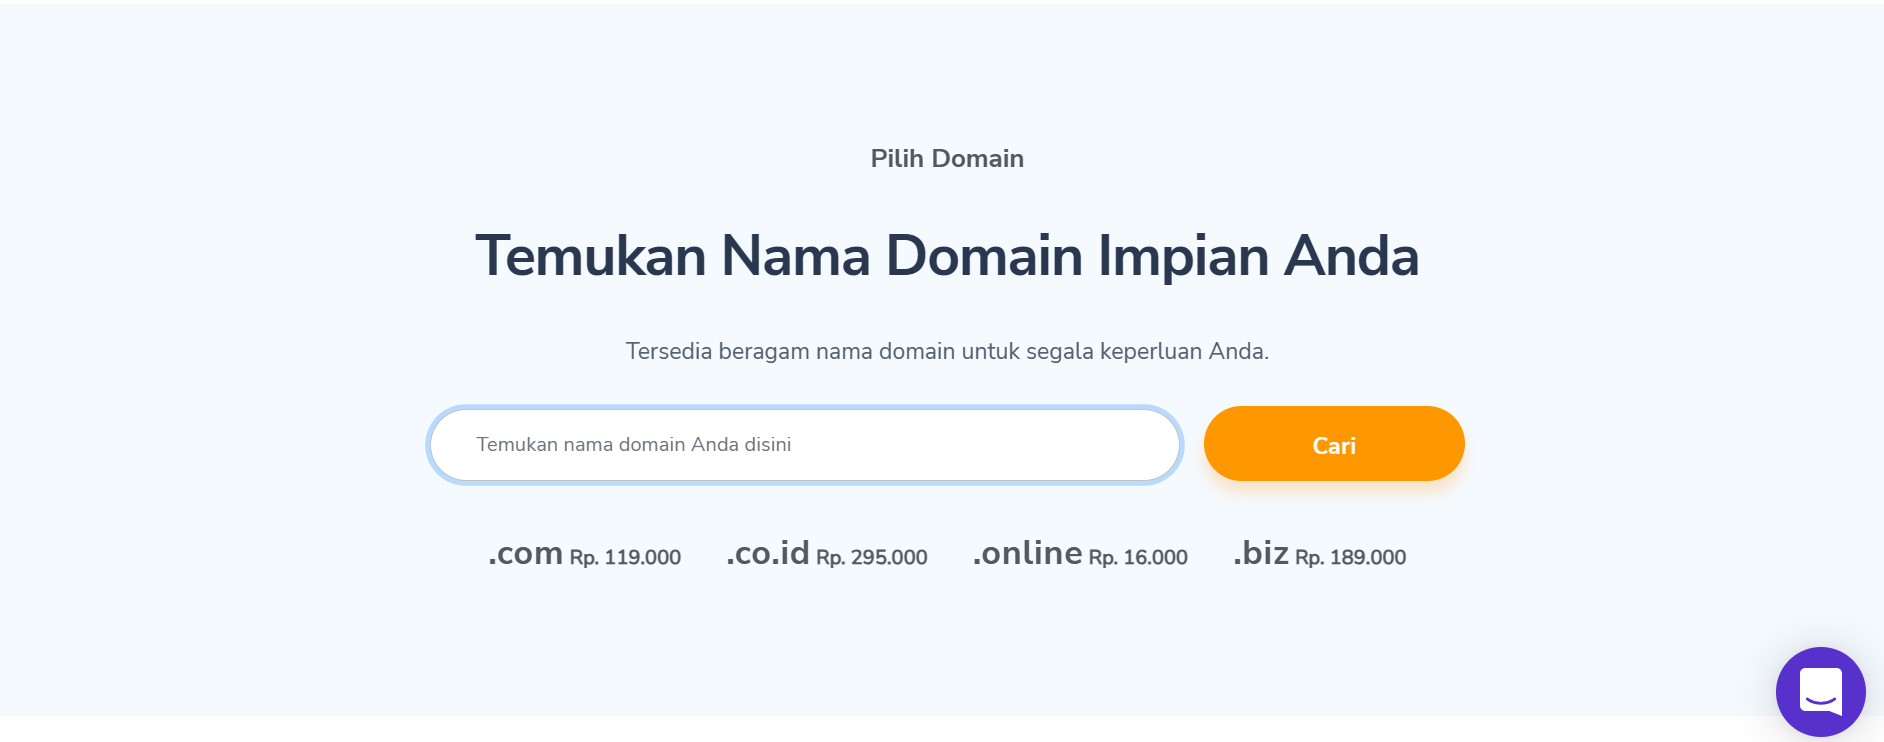 Pilih Domain
Temukan Nama Domain Impian Anda
Tersedia beragam nama domain untuk segala keperluan Anda.
Temukan nama domain Anda disini
Cari
.com Rp. 119.000 .co.id Rp. 295.000 .online Rp. 16.000 .biz Rp. 189.000